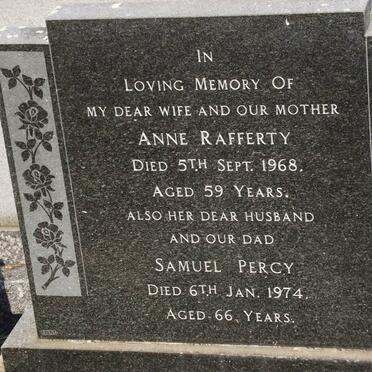 IN
LOVING MEMORY OF
MY DEAR WIFE AND OUR MOTHER
ANNE RAFFERTY
DIED 5TH SEPT. 1968.
AGED 59 YEARS.
ALSO HER DEAR HUSBAND
AND OUR DAD
SAMUEL PERCY
DIED 6TH JAN. 1974.
AGED 66 YEARS.